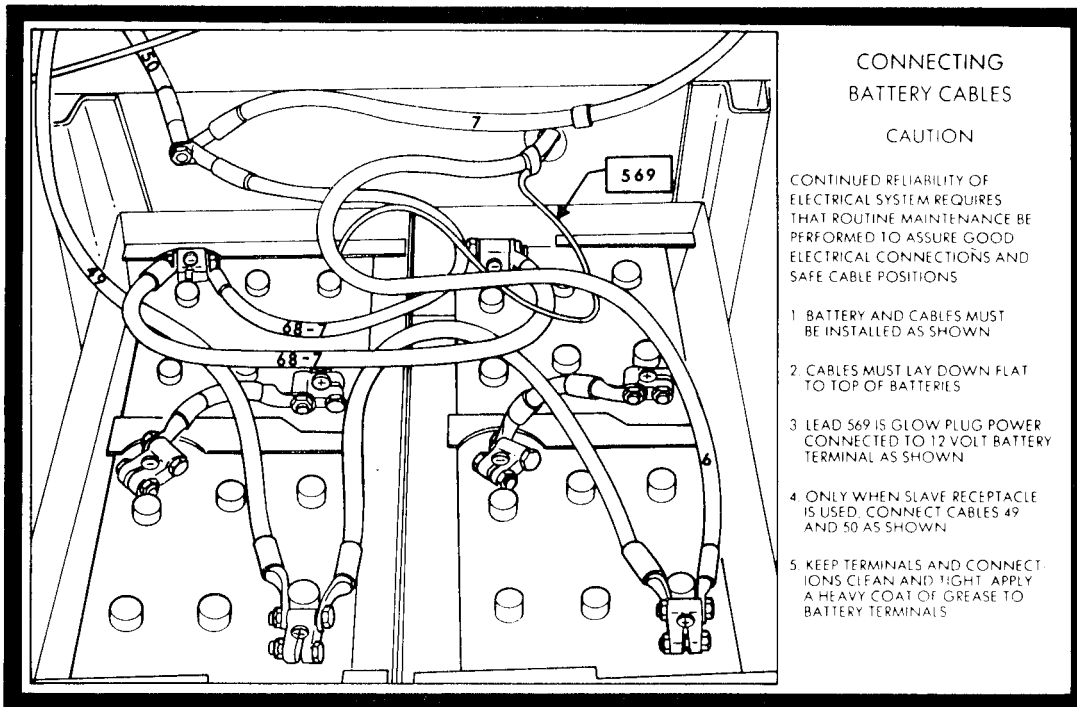 50
7
569
49
68-7
68-7
6
CONNECTING
BATTERY CABLES
CAUTION
CONTINUED RELIABILITY OF
ELECTRICAL SYSTEM REQUIRES
THAT ROUTINE MAINTENANCE BE
PERFORMED TO ASSURE GOOD
ELECTRICAL CONNECTIONS AND
SAFE CABLE POSITIONS
1 BATTERY AND CABLES MUST
BE INSTALLED AS SHOWN
2. CABLES MUST LAY DOWN FLAT
TO TOP OF BATTERIES
3 LEAD 569 IS GLOW PLUG POWER
CONNECTED TO 12 VOLT BATTERY
TERMINAL AS SHOWN
4. ONLY WHEN SLAVE RECEPTACLE
IS USED, CONNECT CABLES 49
AND 50 AS SHOWN
5. KEEP TERMINALS AND CONNECT-
IONS CLEAN AND TIGHT. APPLY
A HEAVY COAT OF GREASE TO
BATTERY TERMINALS